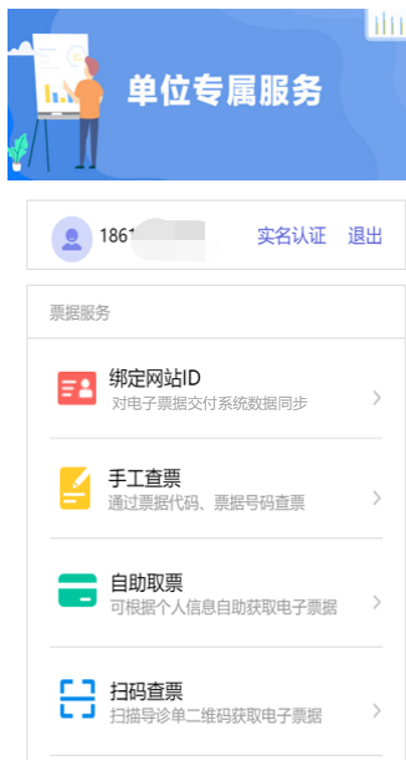 单位专属服务
1861
实名认证 退出
票据服务
绑定网站ID
对电子票据交付系统数据同步
手工查票
通过票据代码、票据号码查票
自助取票
可根据个人信息自助获取电子票据
扫码查票
扫描导诊单二维码获取电子票据